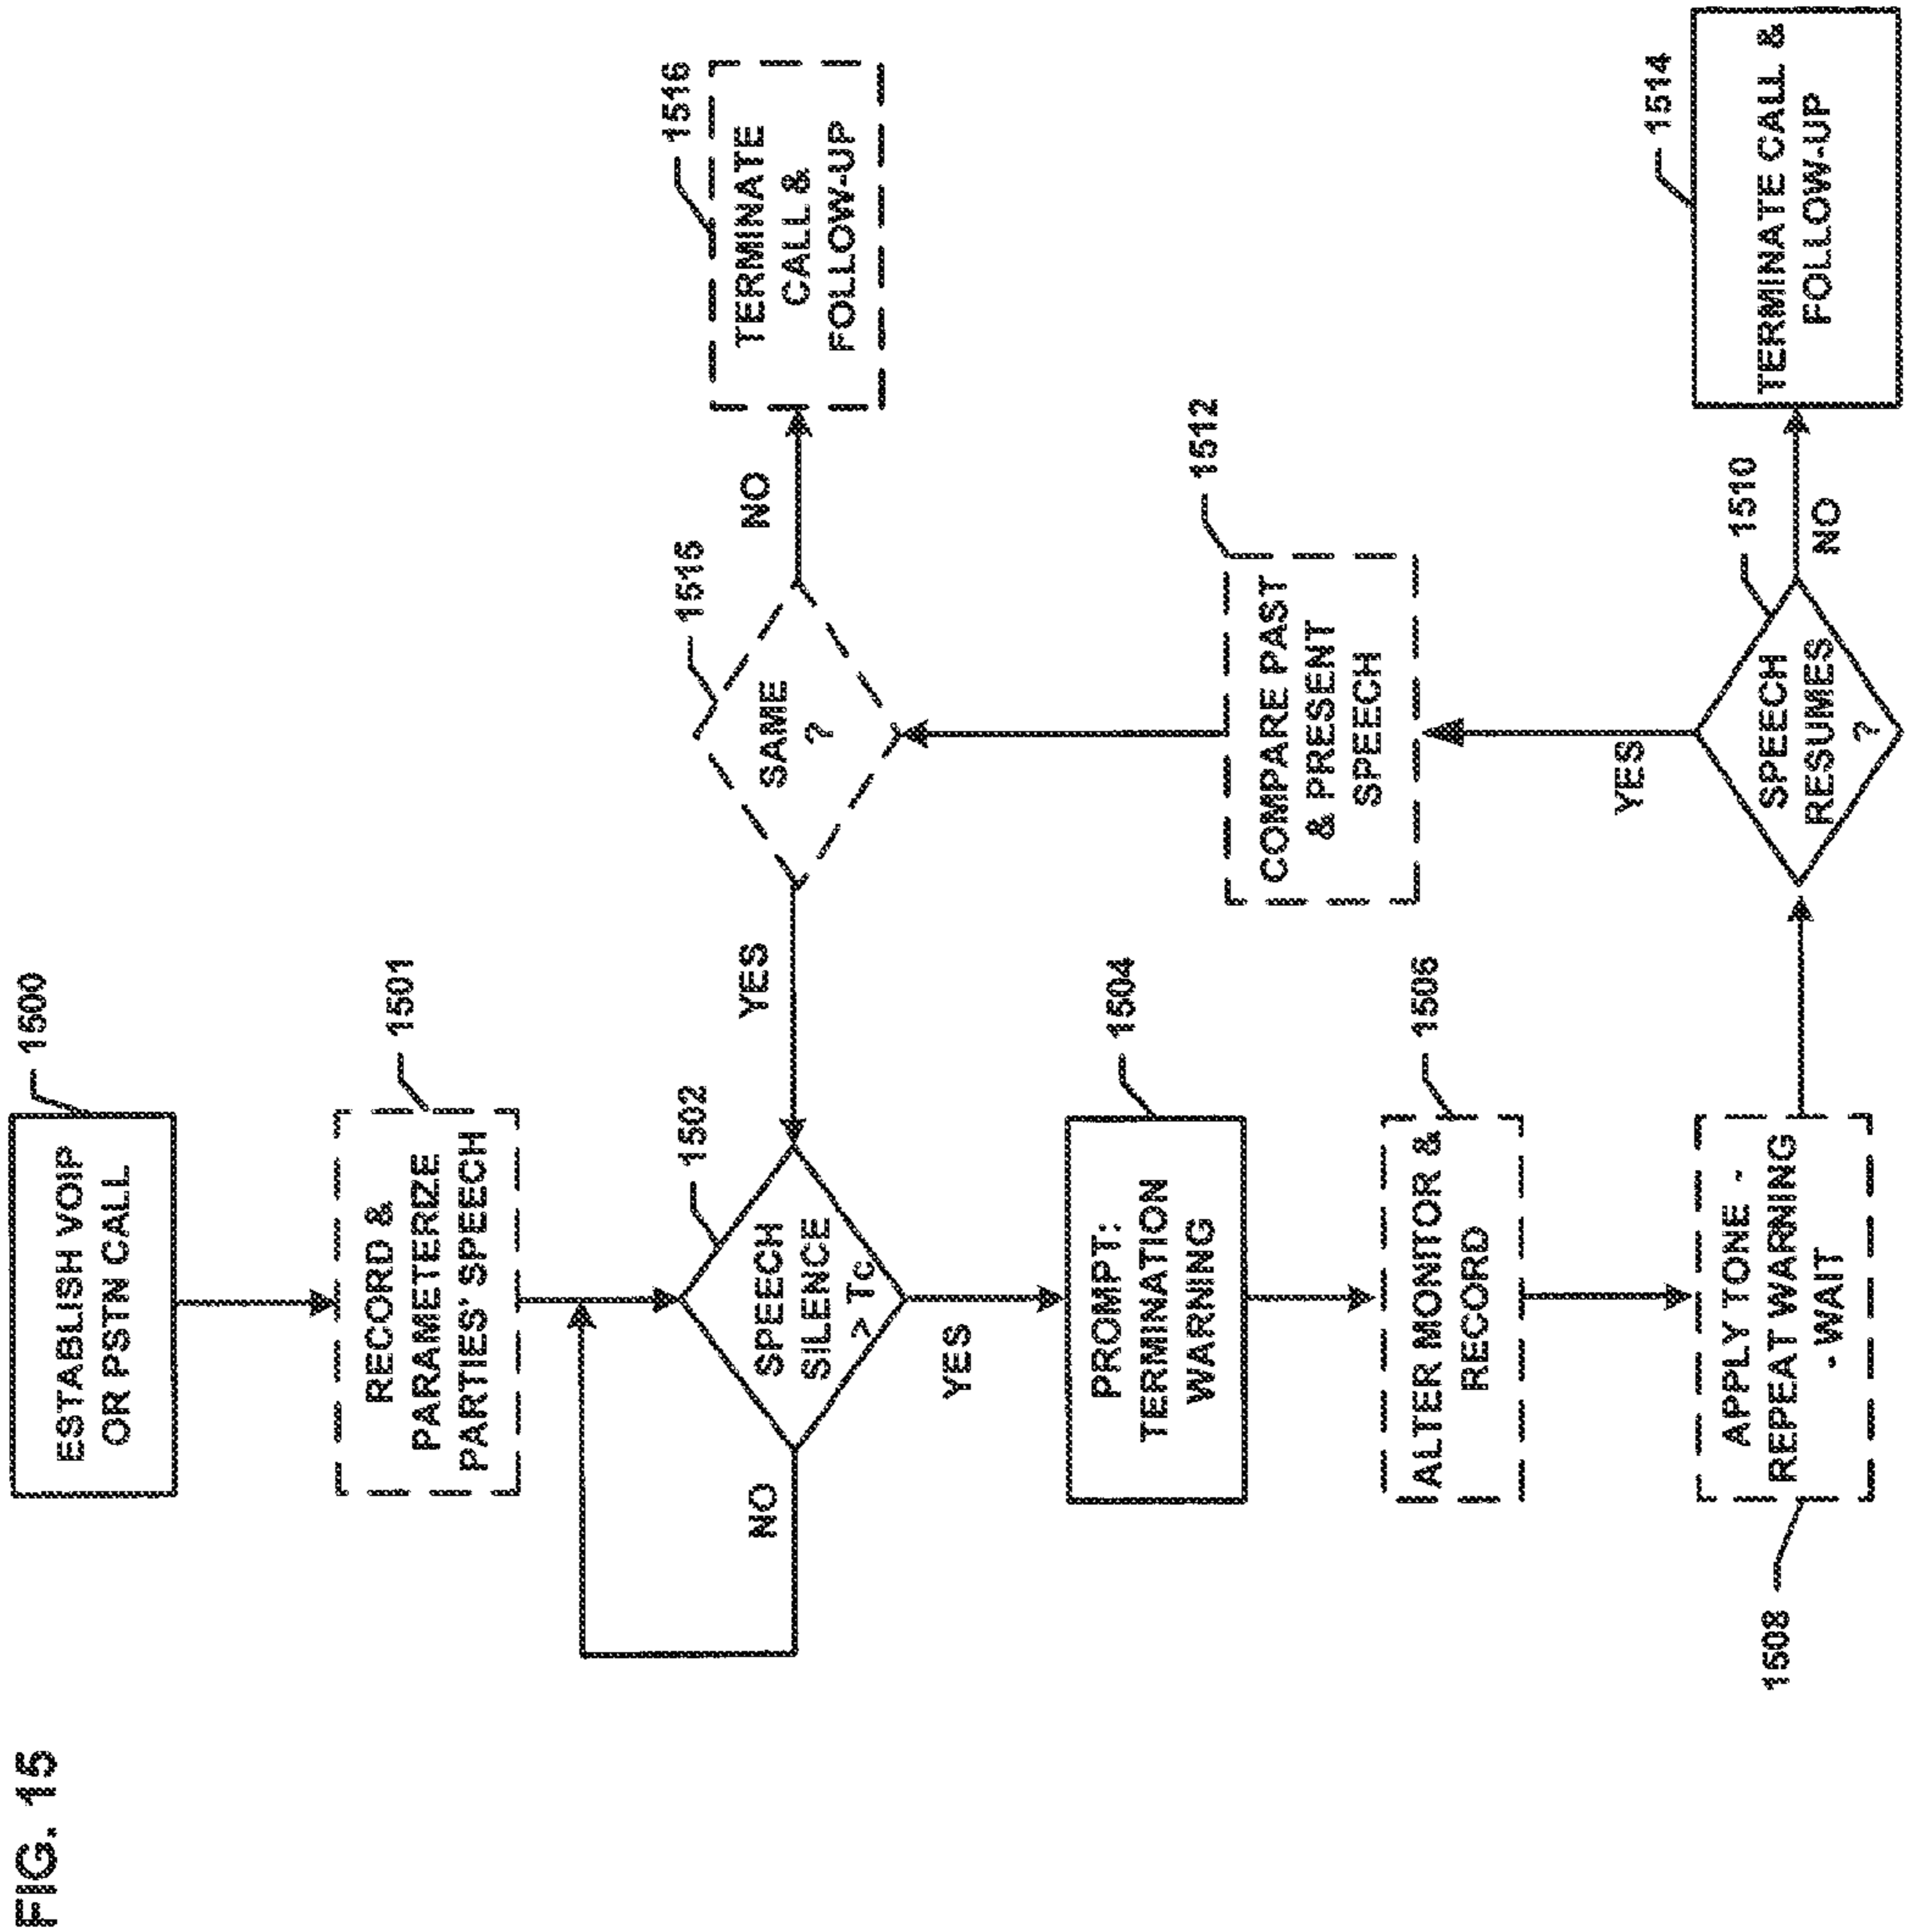 FIG. 15
1500
ESTABLISH VOIP
OR PSTN CALL
1501
RECORD &
PARAMETERIZE
PARTIES' SPEECH
1502
SPEECH
SILENCE
> Tc
?
NO
YES
1504
PROMPT:
TERMINATION
WARNING
1506
ALTER MONITOR &
RECORD
1508
APPLY TONE -
REPEAT WARNING
- WAIT
1510
SPEECH
RESUMES
?
NO
YES
1514
TERMINATE CALL &
FOLLOW-UP
1512
COMPARE PAST
& PRESENT
SPEECH
1515
SAME
?
YES
NO
1516
TERMINATE
CALL &
FOLLOW-UP